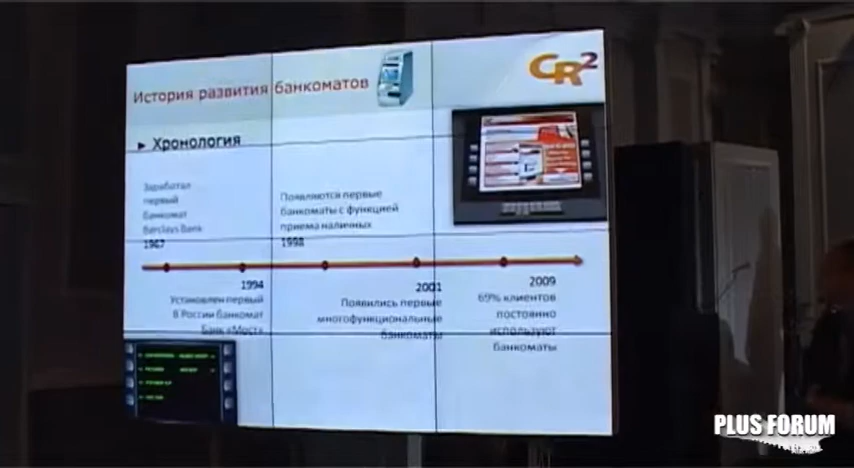 История развития банкоматов
CR2
► Хронология
Заработал
первый
банкомат
Barclays Bank
1967
Появляются первые
банкоматы с функцией
приема наличных
1998
1994
Установлен первый
в России банкомат
Банк «Мост»
2001
Появились первые
многофункциональные
банкоматы
2009
69% клиентов
постоянно
используют
банкоматы
PLUS FORUM